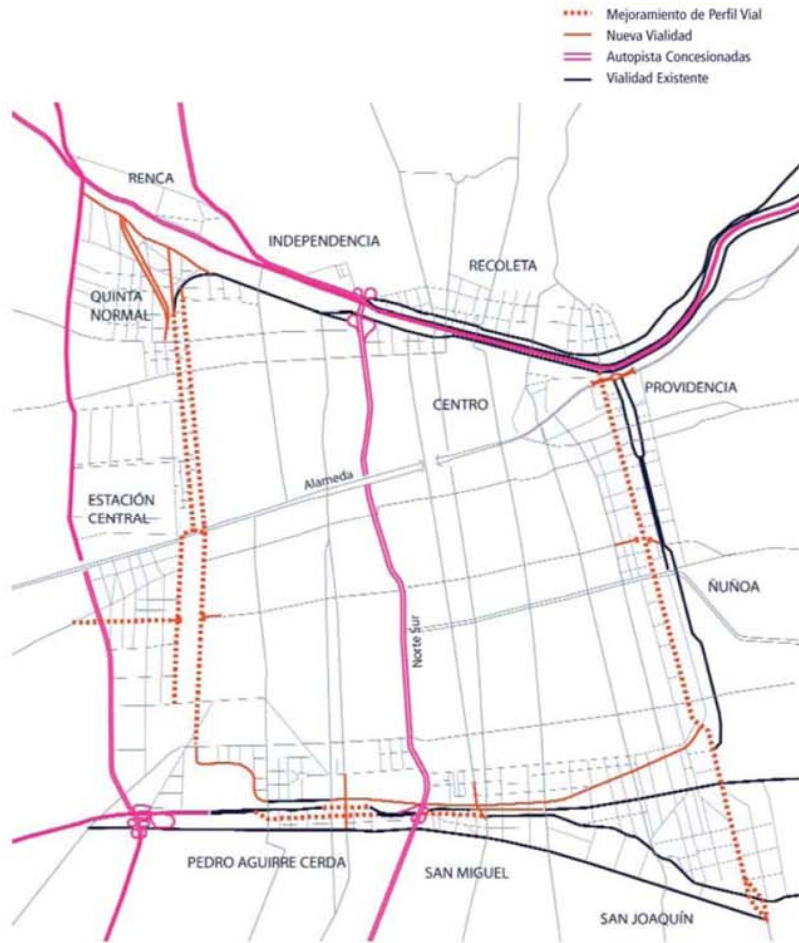 Mejoramiento de Perfil Vial
Nueva Vialidad
Autopista Concesionadas
Vialidad Existente
RENCA
INDEPENDENCIA
RECOLETA
QUINTA
NORMAL
PROVIDENCIA
CENTRO
Alameda
ESTACIÓN
CENTRAL
ÑUÑOA
Norte Sur
PEDRO AGUIRRE CERDA
SAN MIGUEL
SAN JOAQUÍN